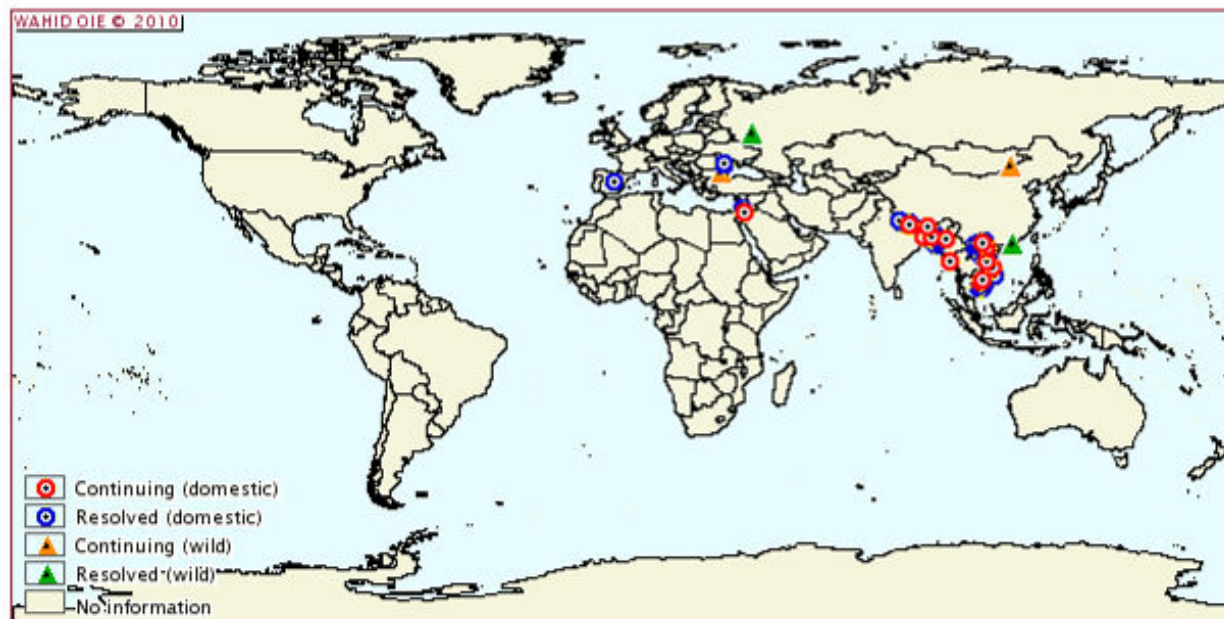 WAHID OIE © 2010
Continuing (domestic)
Resolved (domestic)
Continuing (wild)
Resolved (wild)
No information